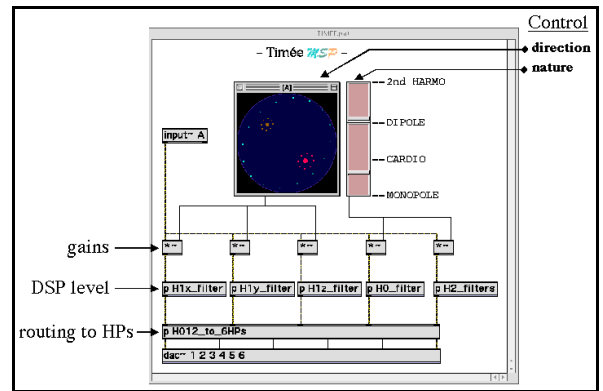 TIMEE.pat
Control
– Timée MSP –
direction
nature
[A]
2nd HARMO
DIPOLE
input~ A
CARDIO
MONOPOLE
gains
*~ *~ *~ *~ *~
DSP level
p H1x_filter p H1y_filter p H1z_filter p H0_filter p H2_filters
routing to HPs
p H012_to_6HPs
dac~ 1 2 3 4 5 6